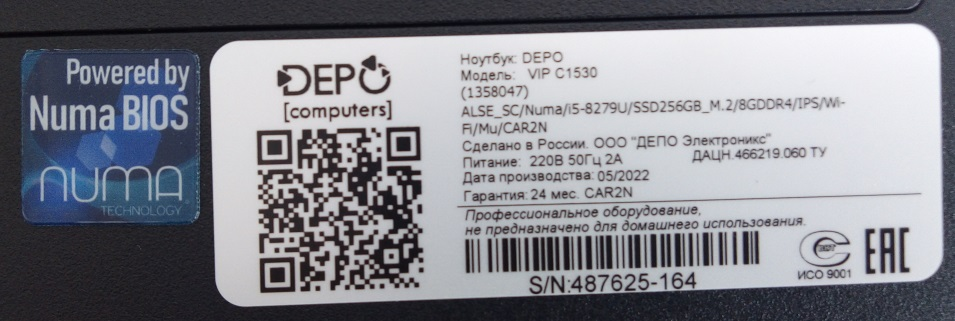 Powered by
Numa BIOS
NUMA
TECHNOLOGY
DEPO
[computers]
Ноутбук: DEPO
Модель: VIP C1530
(1358047)
ALSE_SC/Numa/i5-8279U/SSD256GB_M.2/8GDDR4/IPS/Wi-
Fi/Mu/CAR2N
Сделано в России. ООО "ДЕПО Электроникс"
Питание: 220В 50Гц 2А ДАЦН.466219.060 ТУ
Дата производства: 05/2022
Гарантия: 24 мес. CAR2N
Профессиональное оборудование,
не предназначено для домашнего использования.
S/N:487625-164
ИСО 9001
EAC